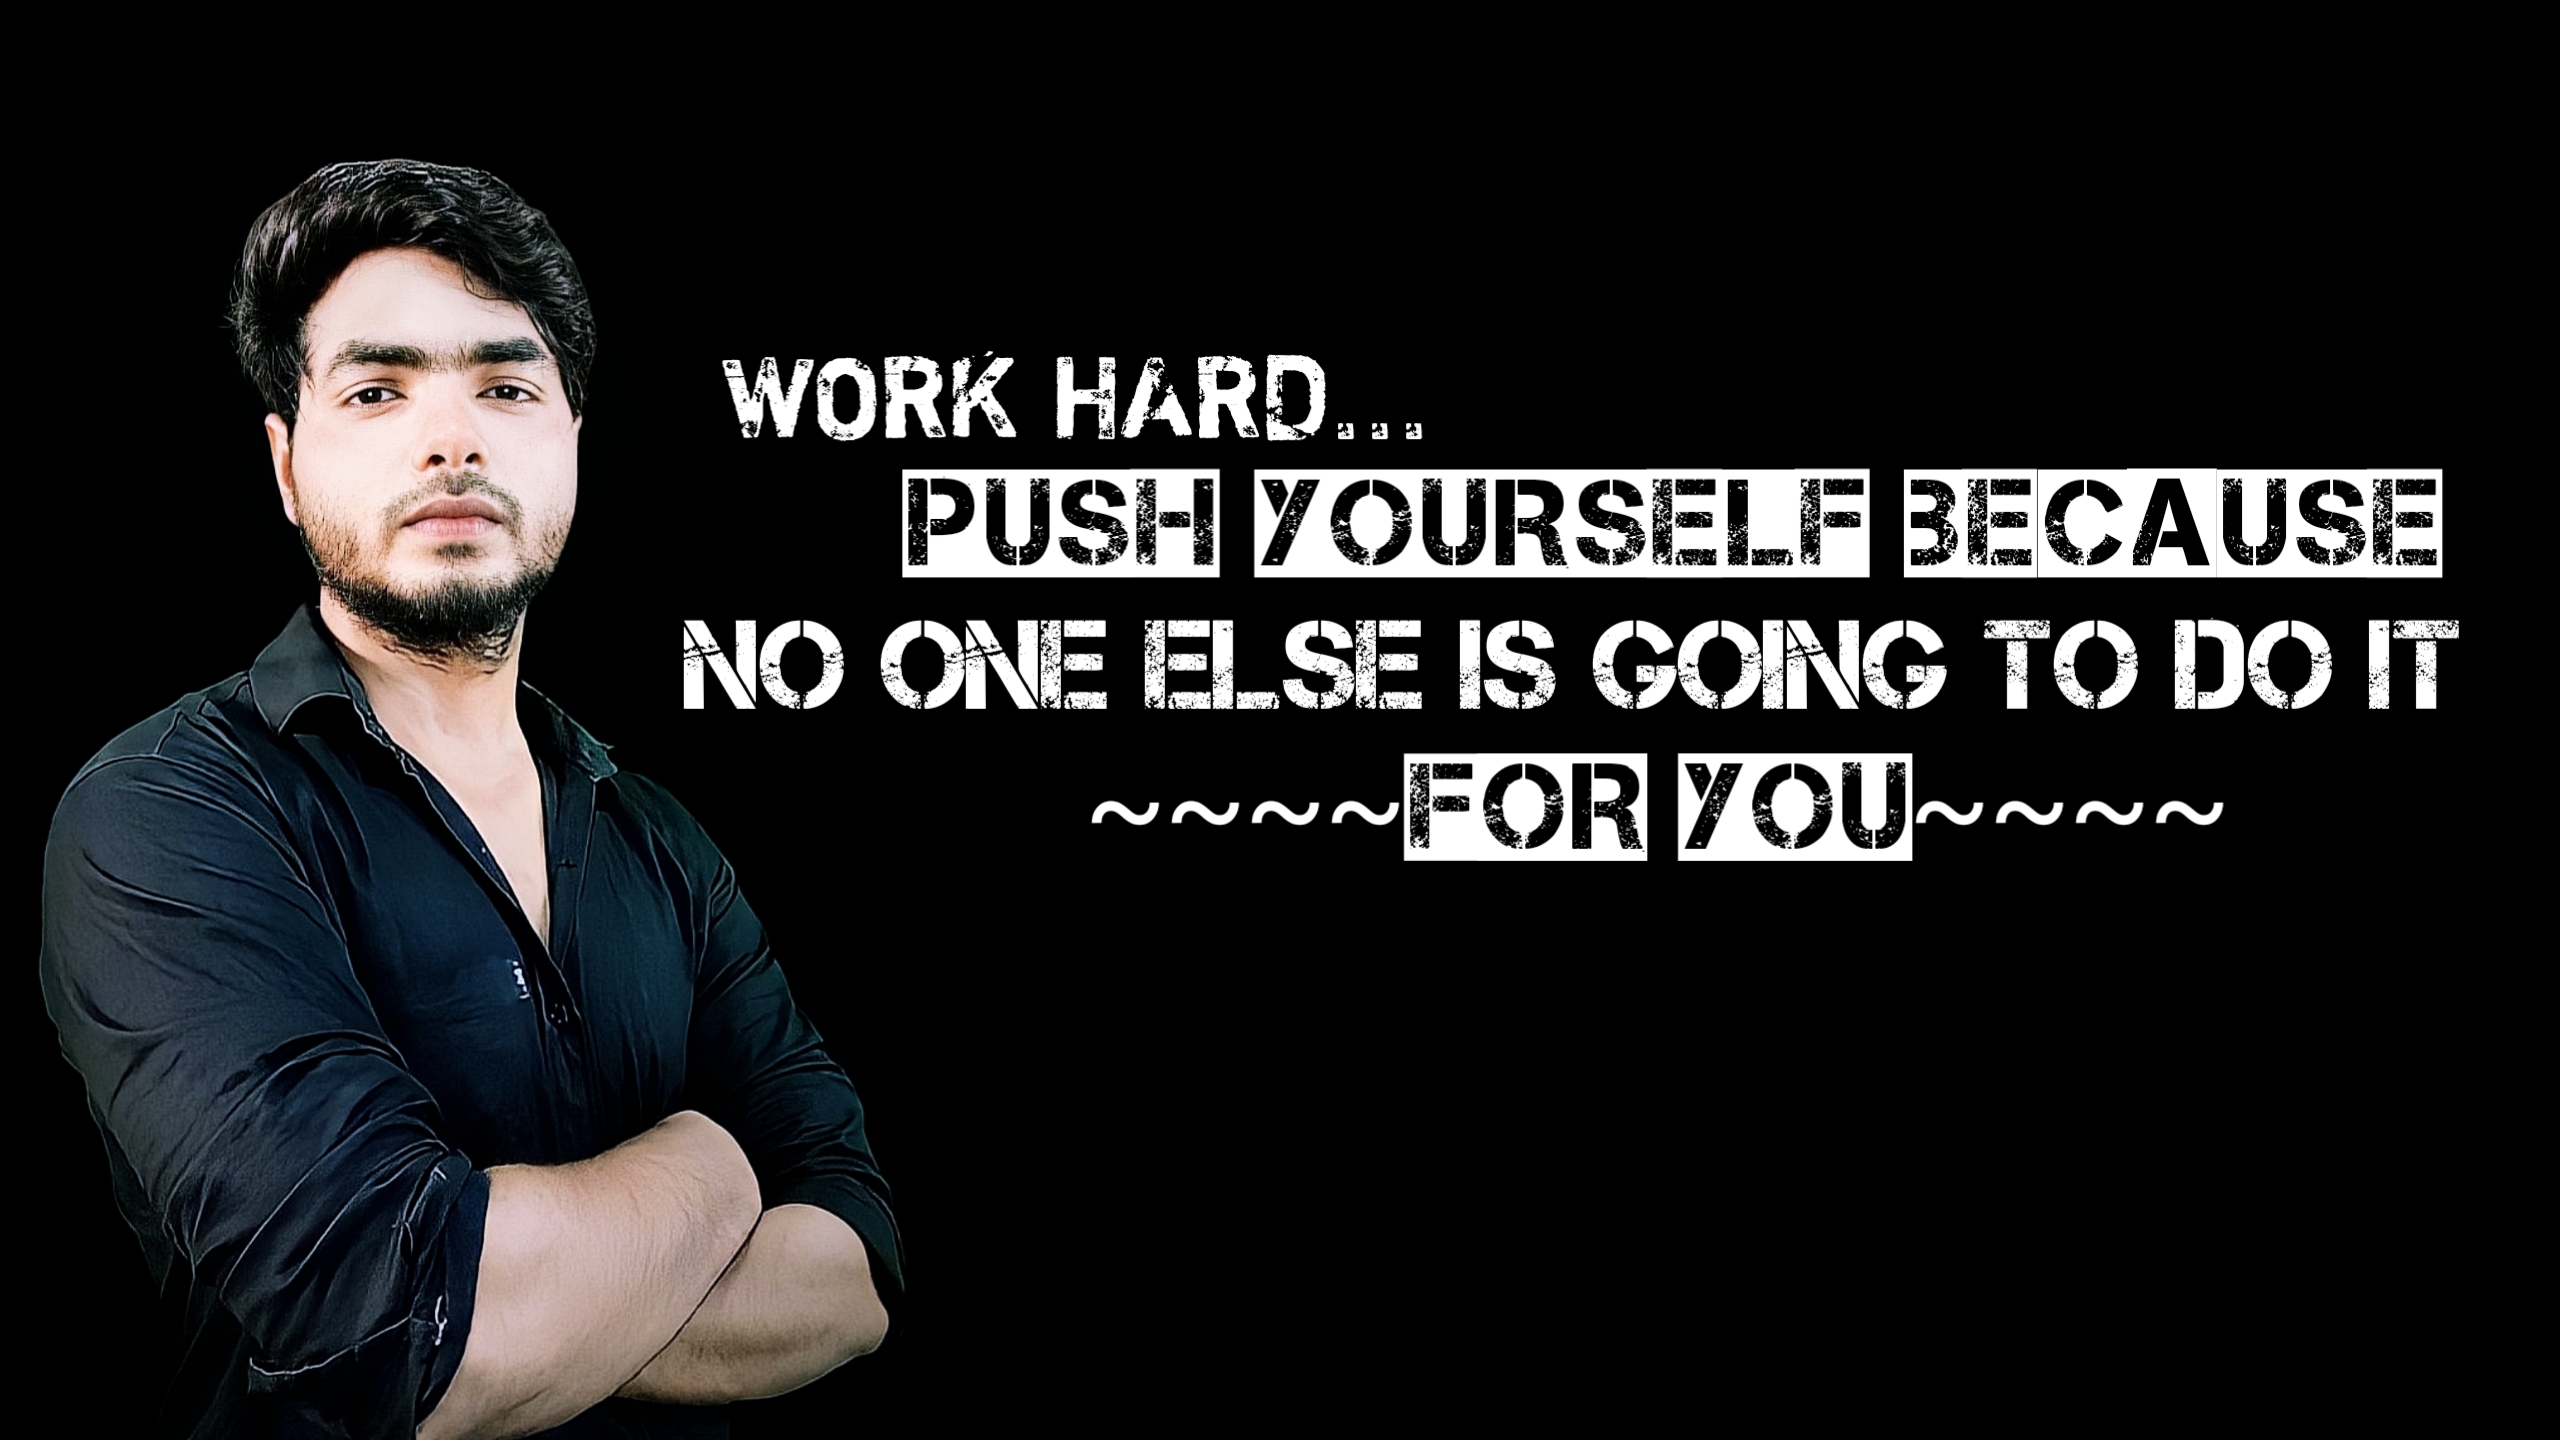 WORK HARD...
PUSH YOURSELF BECAUSE
NO ONE ELSE IS GOING TO DO IT
~~~~FOR YOU~~~~